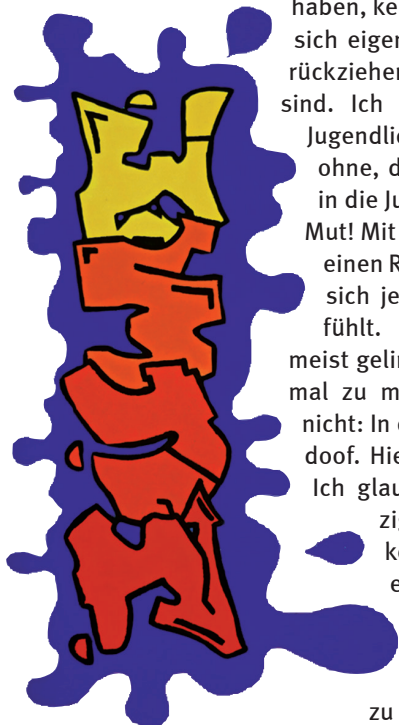 haben, ke
sich eigen
rückziehen
sind. Ich
Jugendlic
ohne, d
in die Ju
Mut! Mit
einen R
sich je
fühlt.
meist gelin
mal zu m
nicht: In
doof. Hie
Ich glau
zig
ke
e
zu